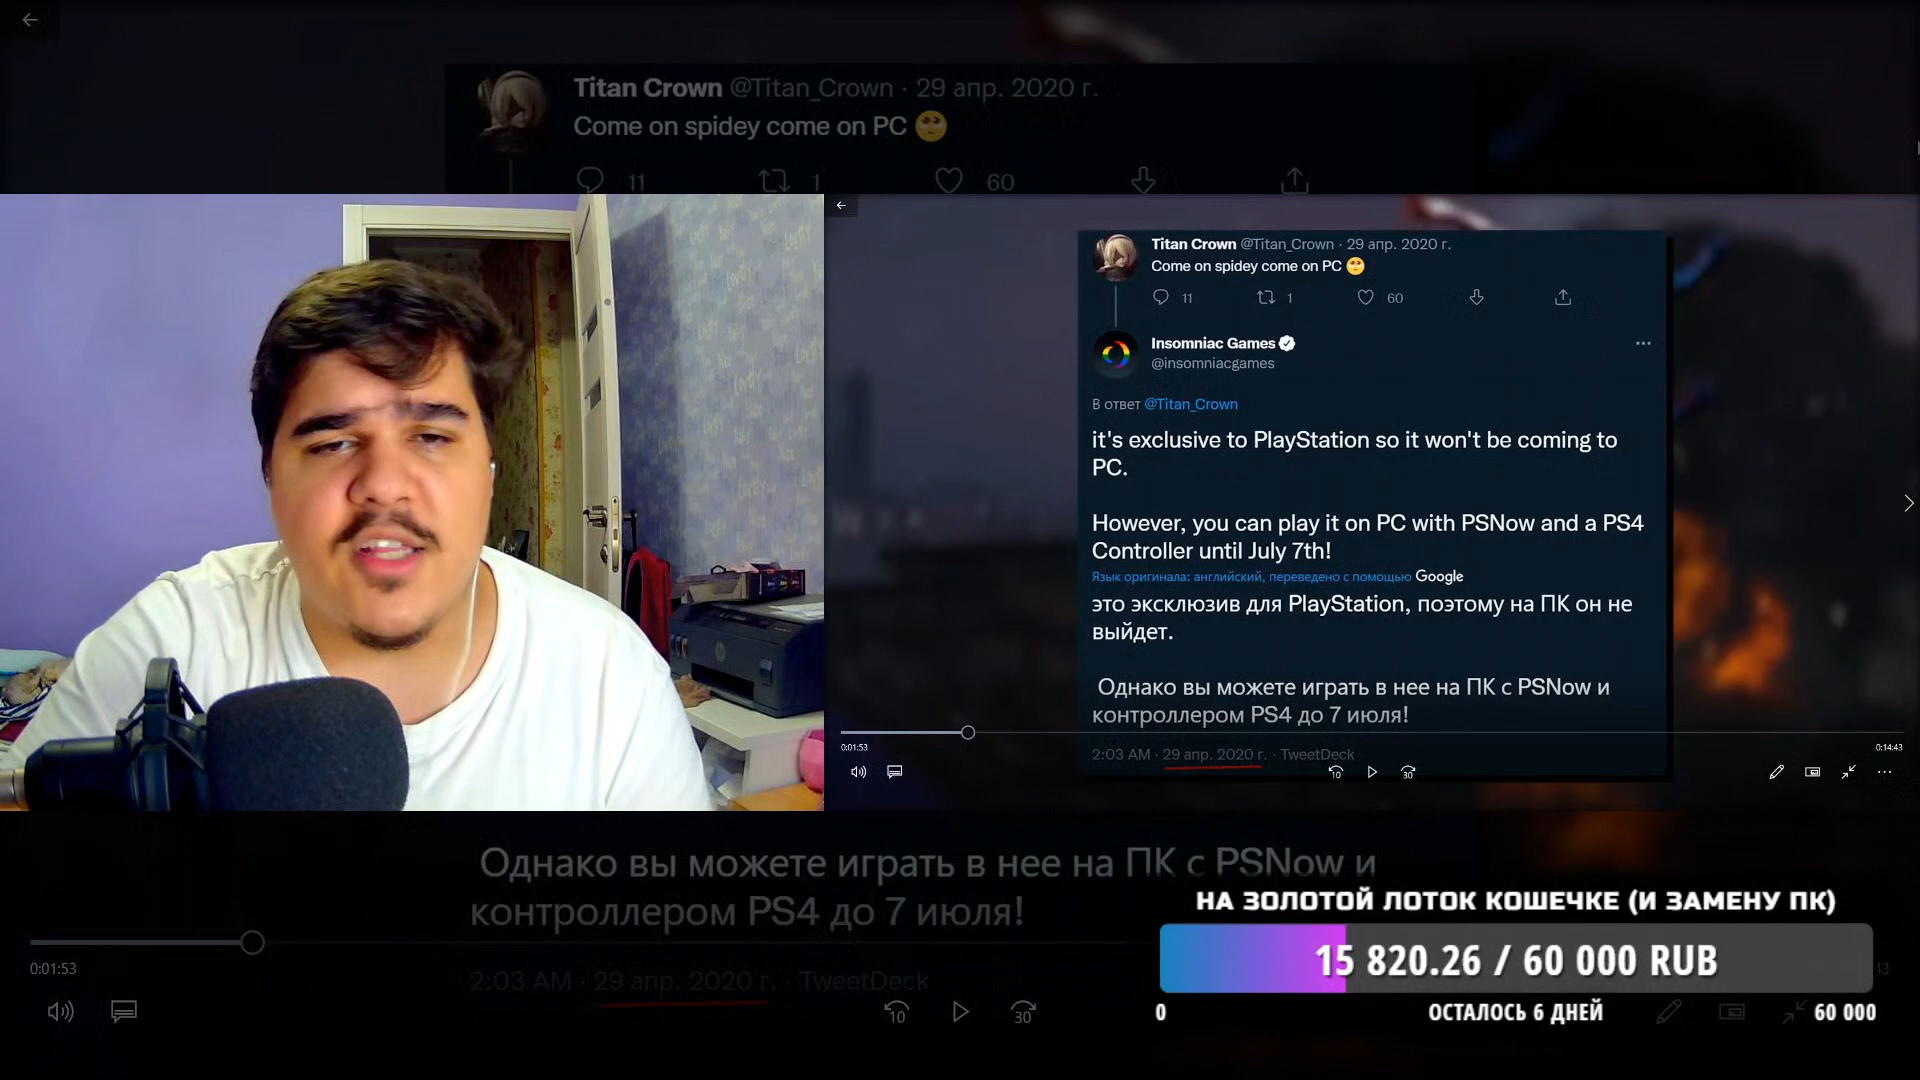 Titan Crown @Titan_Crown · 29 апр. 2020 г.
Come on spidey come on PC 🥺
11 1 60
Titan Crown @Titan_Crown · 29 апр. 2020 г.
Come on spidey come on PC 🥺
11 1 60
Insomniac Games
@insomniacgames
В ответ @Titan_Crown
it's exclusive to PlayStation so it won't be coming to
PC.
However, you can play it on PC with PSNow and a PS4
Controller until July 7th!
Язык оригинала: английский, переведено с помощью Google
это эксклюзив для PlayStation, поэтому на ПК он не
выйдет.
Однако вы можете играть в нее на ПК с PSNow и
контроллером PS4 до 7 июля!
0:01:53
0:14:43
2:03 AM · 29 апр. 2020 г. · TweetDeck
10 30
Однако вы можете играть в нее на ПК с PSNow и
контроллером PS4 до 7 июля!
НА ЗОЛОТОЙ ЛОТОК КОШЕЧКЕ (И ЗАМЕНУ ПК)
15 820.26 / 60 000 RUB
0:01:53
43
2:03 AM · 29 апр. 2020 г. · TweetDeck
10 30
0
ОСТАЛОСЬ 6 ДНЕЙ
60 000